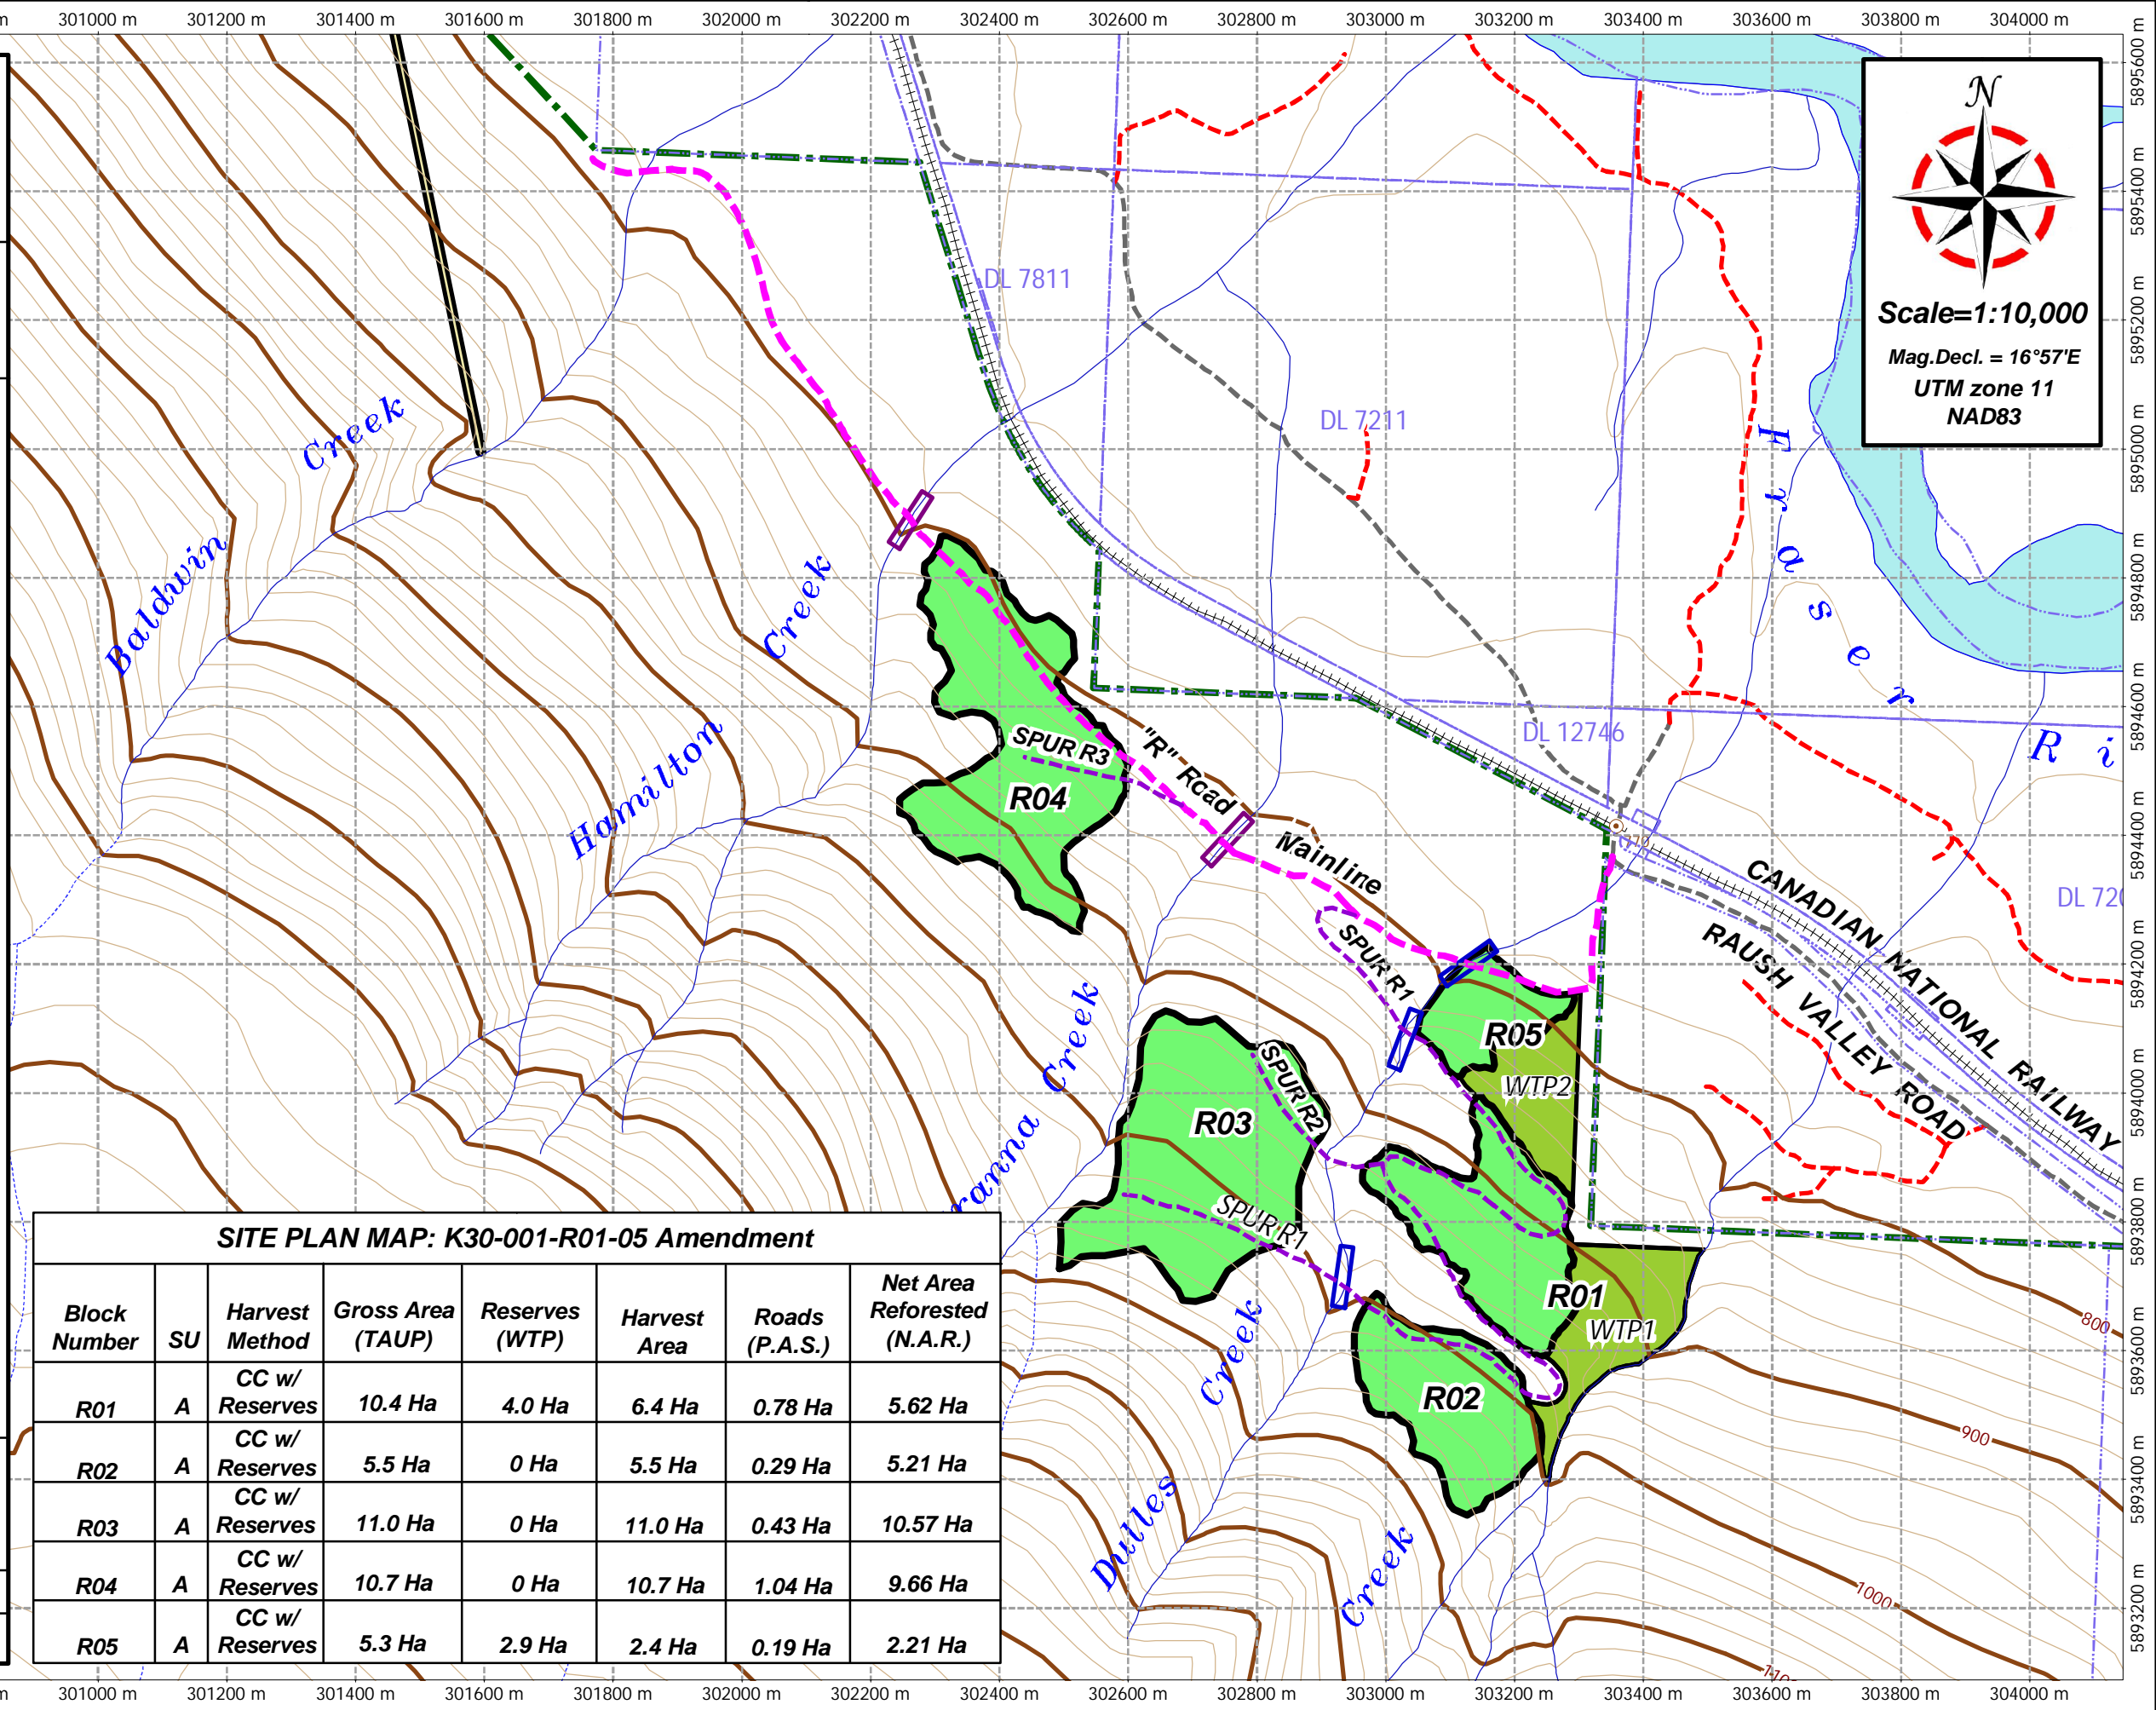 301000 m 301200 m 301400 m 301600 m 301800 m 302000 m 302200 m 302400 m 302600 m 302800 m 303000 m 303200 m 303400 m 303600 m 303800 m 304000 m
5895600 m
5895400 m
5895200 m
5895000 m
5894800 m
5894600 m
5894400 m
5894200 m
5894000 m
5893800 m
5893600 m
5893400 m
5893200 m
N
Scale=1:10,000
Mag.Decl. = 16°57'E
UTM zone 11
NAD83
DL 7811
DL 7211
DL 12746
DL 720
Baldwin Creek
Hamilton Creek
ranna Creek
Dulles Creek
Creek
Fraser
Ri
SPUR R3
R04
"R" Road
Mainline
SPUR R1
R05
WTP2
R03
SPUR R2
SPUR R1
R01
WTP1
R02
CANADIAN NATIONAL RAILWAY
RAUSH VALLEY ROAD
800
900
1000
SITE PLAN MAP: K30-001-R01-05 Amendment
Block Number SU Harvest Method Gross Area (TAUP) Reserves (WTP) Harvest Area Roads (P.A.S.) Net Area Reforested (N.A.R.)
R01 A CC w/ Reserves 10.4 Ha 4.0 Ha 6.4 Ha 0.78 Ha 5.62 Ha
R02 A CC w/ Reserves 5.5 Ha 0 Ha 5.5 Ha 0.29 Ha 5.21 Ha
R03 A CC w/ Reserves 11.0 Ha 0 Ha 11.0 Ha 0.43 Ha 10.57 Ha
R04 A CC w/ Reserves 10.7 Ha 0 Ha 10.7 Ha 1.04 Ha 9.66 Ha
R05 A CC w/ Reserves 5.3 Ha 2.9 Ha 2.4 Ha 0.19 Ha 2.21 Ha
301000 m 301200 m 301400 m 301600 m 301800 m 302000 m 302200 m 302400 m 302600 m 302800 m 303000 m 303200 m 303400 m 303600 m 303800 m 304000 m